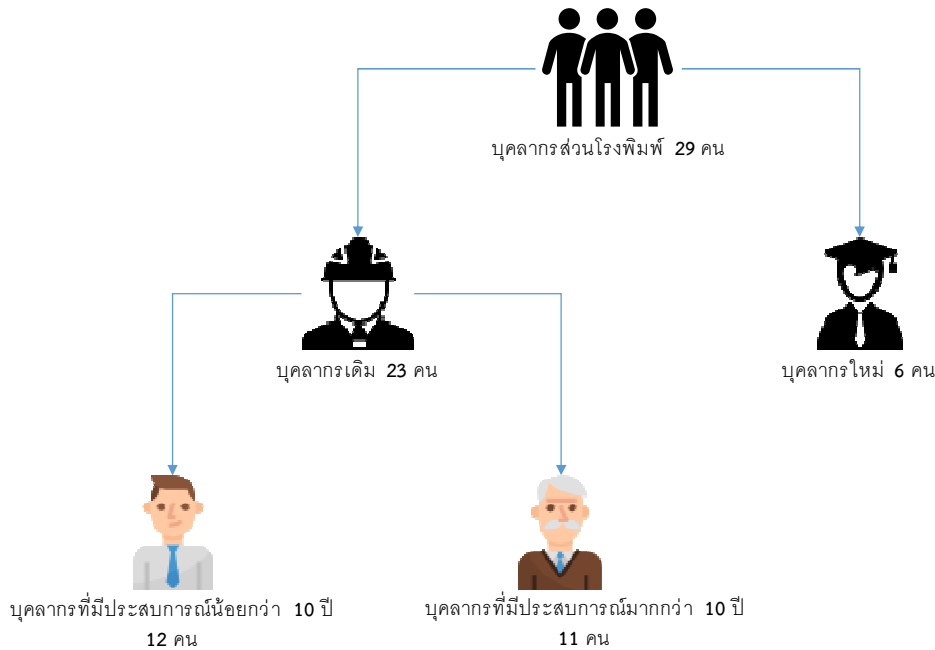 บุคลากรส่วนโรงพิมพ์ 29 คน
บุคลากรเดิม 23 คน
บุคลากรใหม่ 6 คน
บุคลากรที่มีประสบการณ์น้อยกว่า 10 ปี
12 คน
บุคลากรที่มีประสบการณ์มากกว่า 10 ปี
11 คน